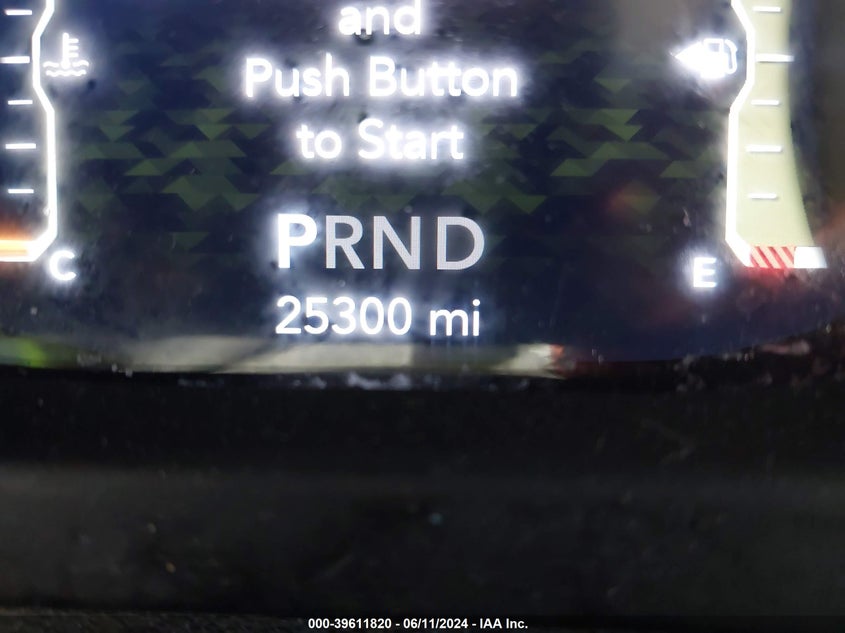 and
Push Button
to Start
PRND
25300 mi
C
E
000-39611820 - 06/11/2024 - IAA Inc.